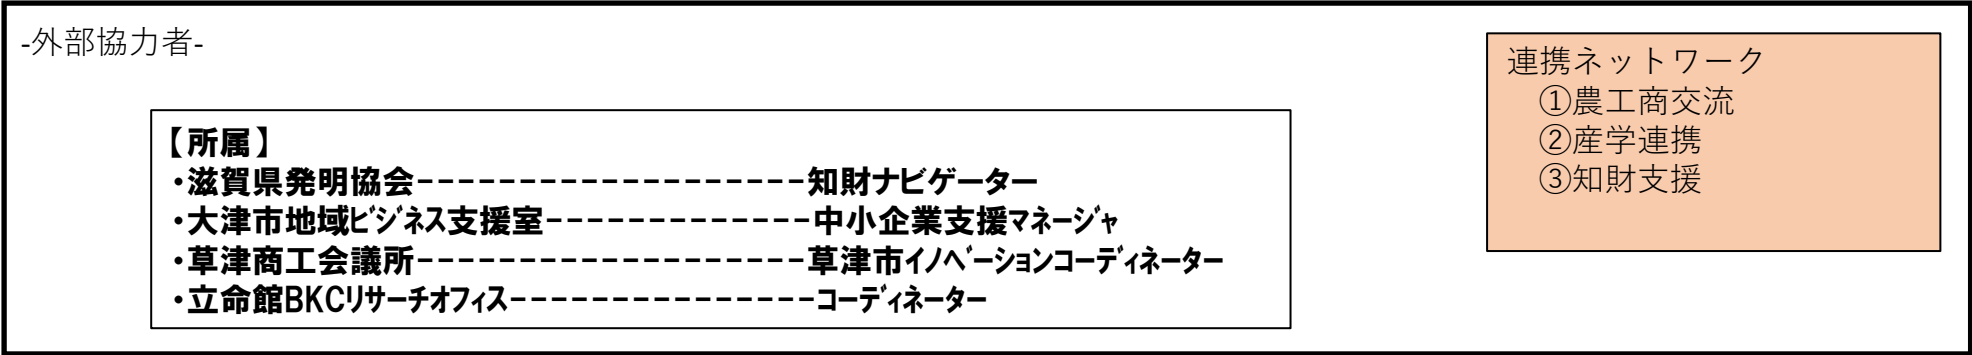 -外部協力者-
【所属】
・滋賀県発明協会-------------------知財ナビゲーター
・大津市地域ﾋﾞｼﾞﾈｽ支援室-------------中小企業支援ﾏﾈｰｼﾞｬ
・草津商工会議所-------------------草津市ｲﾉﾍﾞｰｼｮﾝｺｰﾃﾞｨﾈｰﾀｰ
・立命館BKCﾘｻｰﾁｵﾌｨｽ---------------ｺｰﾃﾞｨﾈｰﾀｰ
連携ネットワーク
①農工商交流
②産学連携
③知財支援